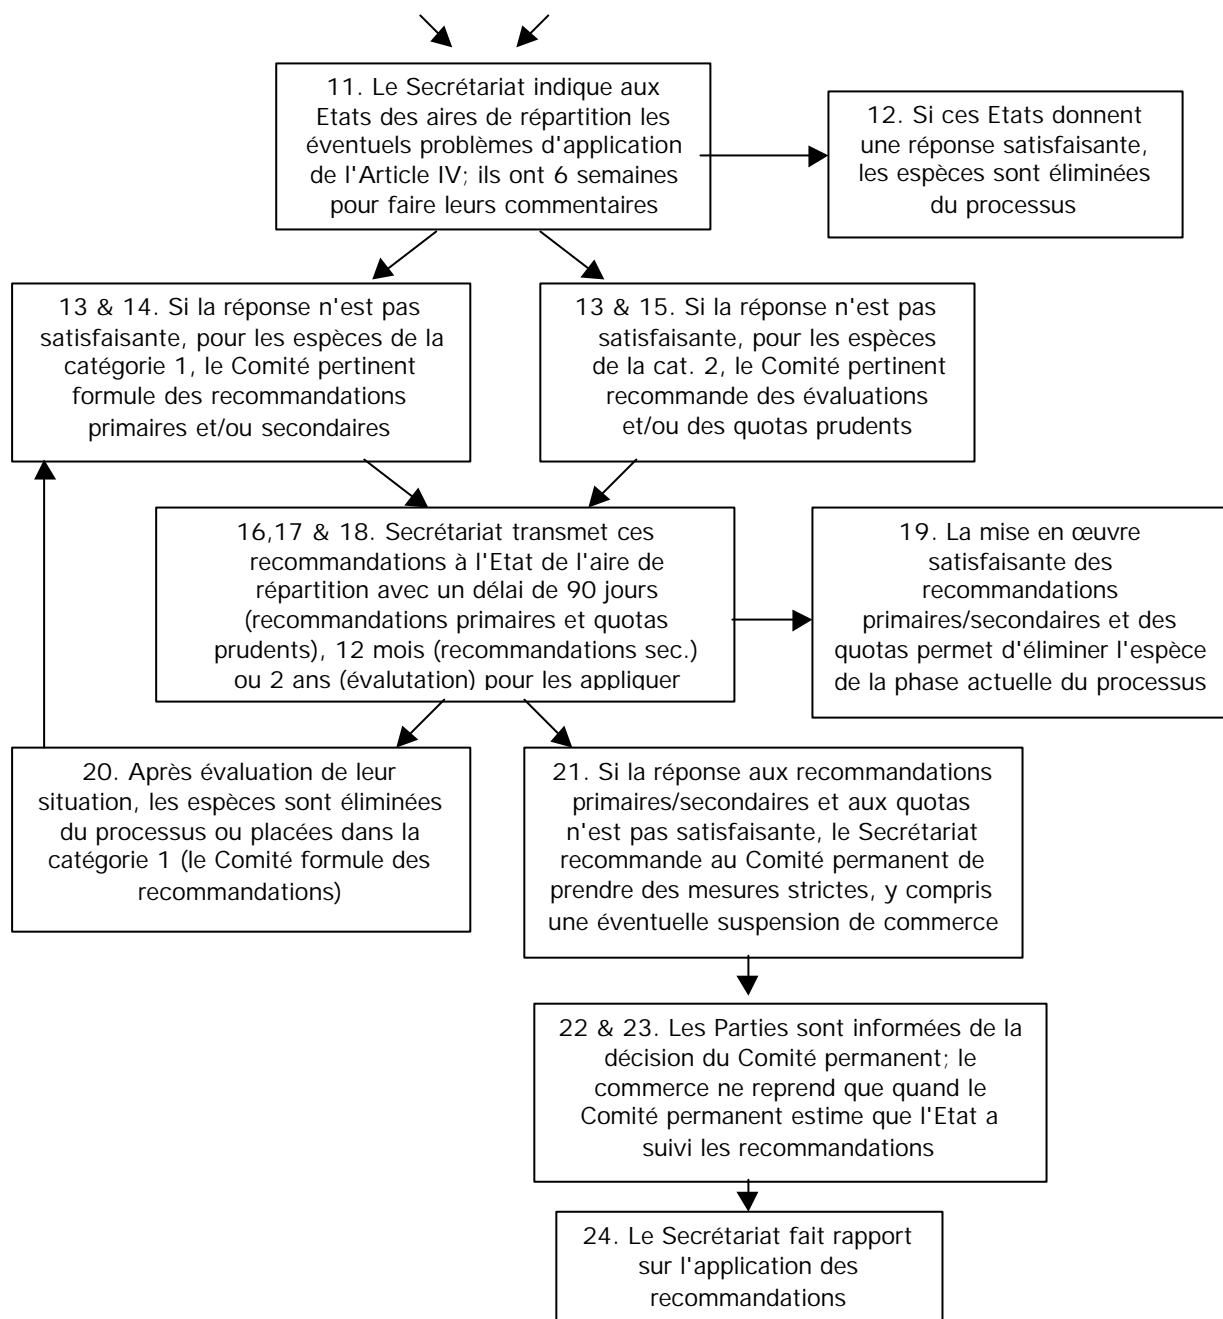 11. Le Secrétariat indique aux
Etats des aires de répartition les
éventuels problèmes d'application
de l'Article IV; ils ont 6 semaines
pour faire leurs commentaires
12. Si ces Etats donnent
une réponse satisfaisante,
les espèces sont éliminées
du processus
13 & 14. Si la réponse n'est pas
satisfaisante, pour les espèces de la
catégorie 1, le Comité pertinent
formule des recommandations
primaires et/ou secondaires
13 & 15. Si la réponse n'est pas
satisfaisante, pour les espèces
de la cat. 2, le Comité pertinent
recommande des évaluations
et/ou des quotas prudents
16,17 & 18. Secrétariat transmet ces
recommandations à l'Etat de l'aire de
répartition avec un délai de 90 jours
(recommandations primaires et quotas
prudents), 12 mois (recommandations sec.)
ou 2 ans (évalutation) pour les appliquer
19. La mise en œuvre
satisfaisante des
recommandations
primaires/secondaires et des
quotas permet d'éliminer l'espèce
de la phase actuelle du processus
20. Après évaluation de leur
situation, les espèces sont éliminées
du processus ou placées dans la
catégorie 1 (le Comité formule des
recommandations)
21. Si la réponse aux recommandations
primaires/secondaires et aux quotas
n'est pas satisfaisante, le Secrétariat
recommande au Comité permanent de
prendre des mesures strictes, y compris
une éventuelle suspension de commerce
22 & 23. Les Parties sont informées de la
décision du Comité permanent; le
commerce ne reprend que quand le
Comité permanent estime que l'Etat a
suivi les recommandations
24. Le Secrétariat fait rapport
sur l'application des
recommandations